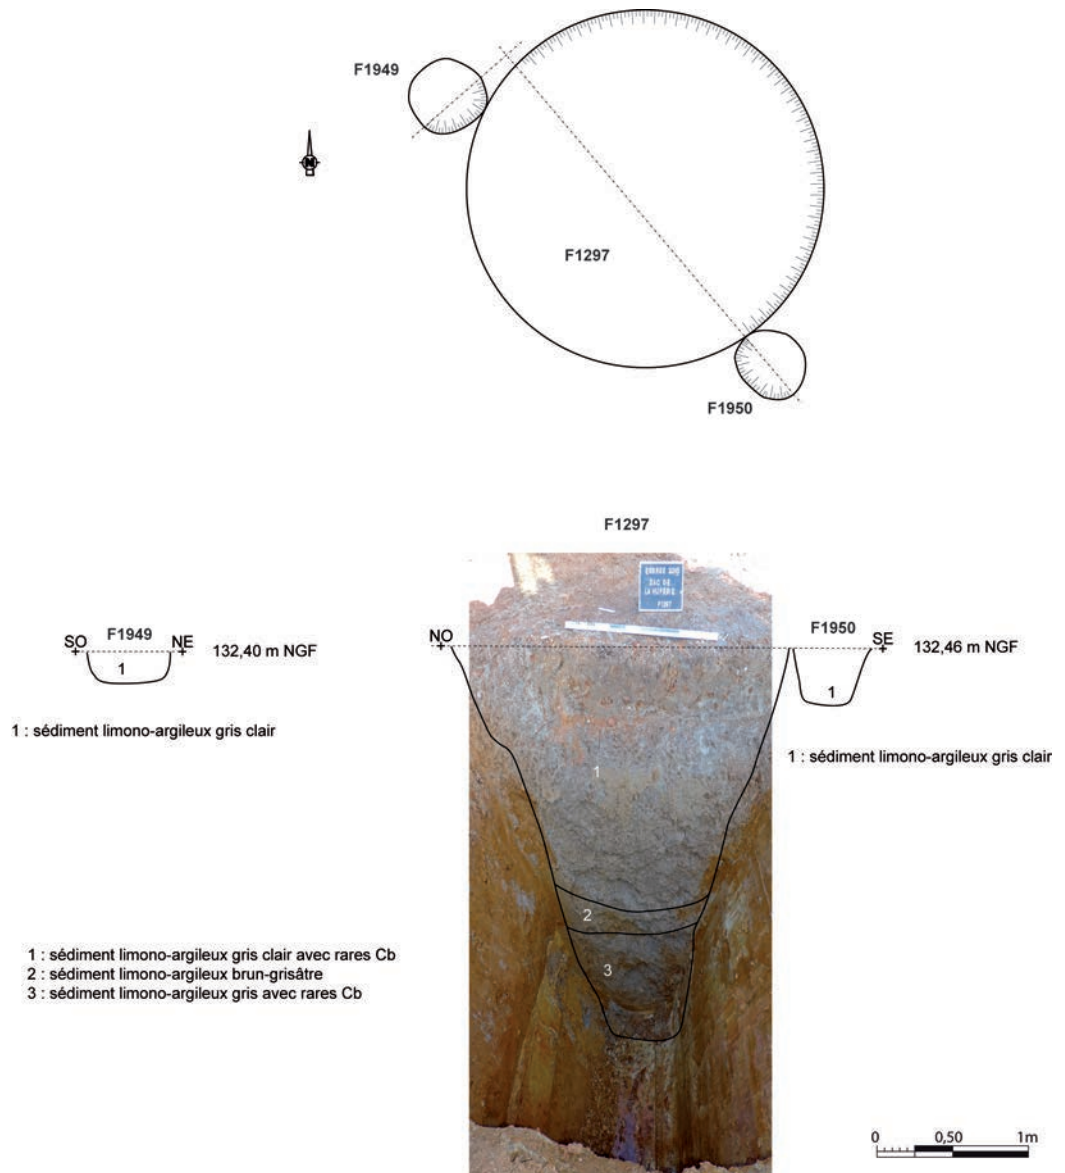 F1949
N
F1297
F1950
F1297
SO F1949 NE
132,40 m NGF
1
1 : sédiment limono-argileux gris clair
NO
ZAC DE
F1950
SE
132,46 m NGF
1
1 : sédiment limono-argileux gris clair
1
2
3
1 : sédiment limono-argileux gris clair avec rares Cb
2 : sédiment limono-argileux brun-grisâtre
3 : sédiment limono-argileux gris avec rares Cb
0 0,50 1m